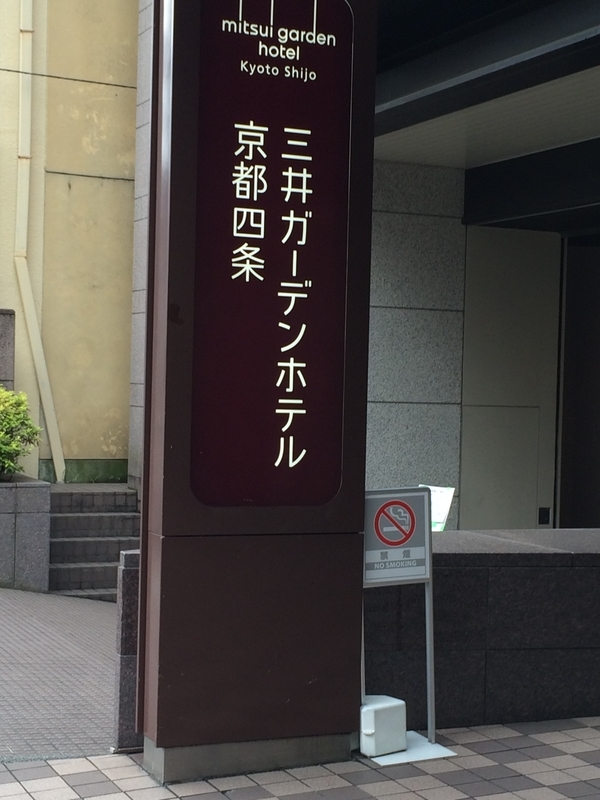 mitsui garden
hotel
Kyoto Shijo
三井ガーデンホテル
京都四条
禁煙
NO SMOKING